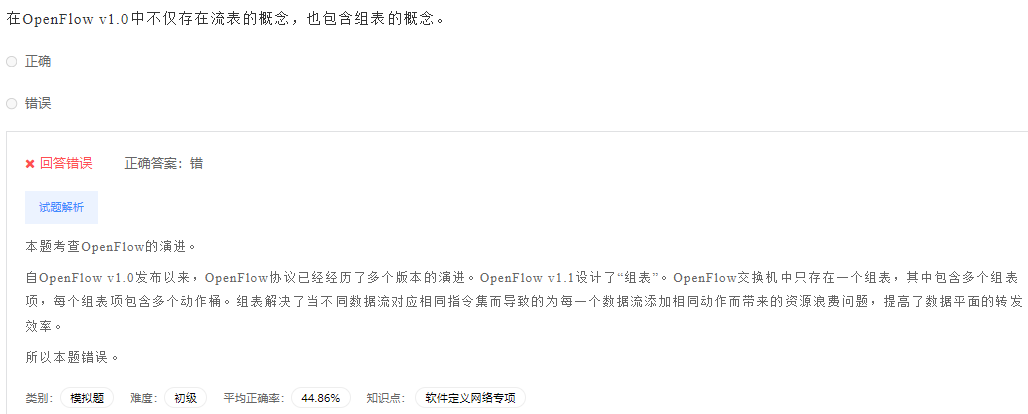 在OpenFlow v1.0中不仅存在流表的概念，也包含组表的概念。
正确
错误
回答错误 正确答案：错
试题解析
本题考查OpenFlow的演进。
自OpenFlow v1.0发布以来，OpenFlow协议已经经历了多个版本的演进。OpenFlow v1.1设计了“组表”。OpenFlow交换机中只存在一个组表，其中包含多个组表
项，每个组表项包含多个动作桶。组表解决了当不同数据流对应相同指令集而导致的为每一个数据流添加相同动作而带来的资源浪费问题，提高了数据平面的转发
效率。
所以本题错误。
类别： 模拟题 难度： 初级 平均正确率： 44.86% 知识点： 软件定义网络专项